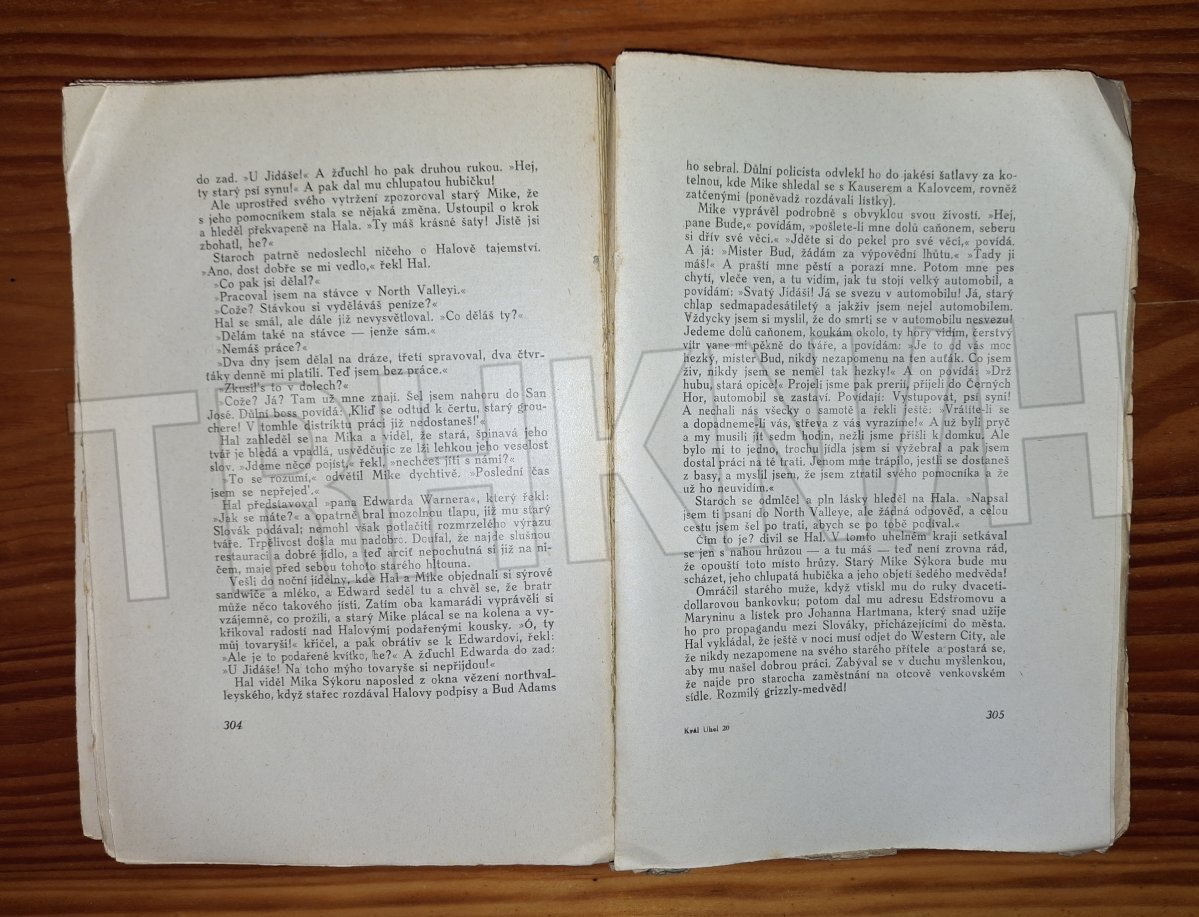 do zad. »U Jidáše!« A žďuchl ho pak druhou rukou. »Hej,
ty starý psí synu!« A pak dal mu chlupatou hubičku!
Ale uprostřed svého vytržení zpozoroval starý Mike, že
s jeho pomocníkem stala se nějaká změna. Ustoupil o krok
a hleděl překvapeně na Hala. »Ty máš krásné šaty! Jistě jsi
zbohatl, he?«
Staroch patrně nedoslechl ničeho o Halově tajemství.
»Ano, dost dobře se mi vedlo,« řekl Hal.
»Co pak jsi dělal?«
»Pracoval jsem na stávce v North Valleyi.«
»Cože? Stávkou si vyděláváš peníze?«
Hal se smál, ale dále již nevysvětloval. »Co děláš ty?«
»Dělám také na stávce — jenže sám.«
»Nemáš práce?«
»Dva dny jsem dělal na dráze, třetí spravoval, dva čtvr-
táky denně mi platili. Teď jsem bez práce.«
»Zkusil's to v dolech?«
»Cože? Já? Tam už mne znají. Šel jsem nahoru do San
José. Důlní boss povídá: ‚Kliď se odtud k čertu, starý grou-
chere! V tomhle distriktu práci již nedostaneš!‘
Hal zahleděl se na Mika a viděl, že stará, špinavá jeho
tvář je bledá a vpadlá, usvědčujíc ze lži lehkou jeho veselost
slov. »Jdeme něco pojíst,« řekl, »nechceš jíti s námi?«
»To se rozumí,« odvětil Mike dychtivě. »Poslední čas
jsem se nepřejed'.«
Hal představoval »pana Edwarda Warnera«, který řekl:
»Jak se máte?« a opatrně bral mozolnou tlapu, již mu starý
Slovák podával; nemohl však potlačiti rozmrzelého výrazu
tváře. Trpělivost došla mu nadobro. Doufal, že najde slušnou
restauraci a dobré jídlo, a teď arciť nepochutná si již na ni-
čem, maje před sebou tohoto starého hltouna.
Vešli do noční jídelny, kde Hal a Mike objednali si sýrové
sandwiče a mléko, a Edward seděl tu a chvěl se, že bratr
může něco takového jísti. Zatím oba kamarádi vyprávěli si
vzájemně, co prožili, a starý Mike plácal se na kolena a vy-
křikoval radostí nad Halovými podařenými kousky. »Ó, ty
můj tovaryši!« křičel, a pak obrátiv se k Edwardovi, řekl:
»Ale je to podařené kvítko, he?« A žďuchl Edwarda do zad:
»U Jidáše! Na toho mýho tovaryše si nepřijdou!«
Hal viděl Mika Sýkoru naposled z okna vězení northval-
leyského, když stařec rozdával Halovy podpisy a Bud Adams
304
ho sebral. Důlní policista odvlekl ho do jakési šatlavy za ko-
telnou, kde Mike shledal se s Kauserem a Kalovcem, rovněž
zatčenými (poněvadž rozdávali lístky).
Mike vyprávěl podrobně s obvyklou svou živostí. »Hej,
pane Bude,« povídám, »pošlete-li mne dolů caňonem, seberu
si dřív své věci.« »Jděte si do pekel pro své věci,« povídá.
A já: »Mister Bud, žádám za výpovědní lhůtu.« »Tady ji
máš!« A praští mne pěstí a porazí mne. Potom mne pes
chytí, vleče ven, a tu vidím, jak tu stojí velký automobil, a
povídám: »Svatý Jidáši! Já se svezu v automobilu! Já, starý
chlap sedmapadesátiletý a jakživ jsem nejel automobilem.
Vždycky jsem si myslil, že do smrti se v automobilu nesvezu!
Jedeme dolů caňonem, koukám okolo, ty hory vidím, čerstvý
vítr vane mi pěkně do tváře, a povídám: »Je to od vás moc
hezký, mister Bud, nikdy nezapomenu na ten auťák. Co jsem
živ, nikdy jsem se neměl tak hezky!« A on povídá: »Drž
hubu, stará opice!« Projeli jsme pak prerií, přijeli do Černých
Hor, automobil se zastaví. Povídají: Vystupovat, psí syní!
A nechali nás všecky o samotě a řekli ještě: »Vrátíte-li se
a dopadneme-li vás, střeva z vás vyrazíme!« A už byli pryč
a my musili jít sedm hodin, nežli jsme přišli k domku. Ale
bylo mi to jedno, trochu jídla jsem si vyžebral a pak jsem
dostal práci na té trati. Jenom mne trápilo, jestli se dostaneš
z basy, a myslil jsem, že jsem ztratil svého pomocníka a že
už ho neuvidím.«
Staroch se odmlčel a pln lásky hleděl na Hala. »Napsal
jsem ti psaní do North Valleye, ale žádná odpověď, a celou
cestu jsem šel po trati, abych se po tobě podíval.«
Čím to je? divil se Hal. V tomto uhelném kraji setkával
se jen s nahou hrůzou — a tu máš — teď není zrovna rád,
že opouští toto místo hrůzy. Starý Mike Sýkora bude mu
scházet, jeho chlupatá hubička a jeho objetí šedého medvěda!
Omráčil starého muže, když vtiskl mu do ruky dvaceti-
dollarovou bankovku; potom dal mu adresu Edströmovu a
Maryninu a lístek pro Johanna Hartmana, který snad užije
ho pro propagandu mezi Slováky, přicházejícími do města.
Hal vykládal, že ještě v noci musí odjet do Western City, ale
že nikdy nezapomene na svého starého přítele a postará se,
aby mu našel dobrou práci. Zabýval se v duchu myšlenkou,
že najde pro starocha zaměstnání na otcově venkovském
sídle. Rozmilý grizzly-medvěd!
Král Uhel 20
305
TRHKNIH